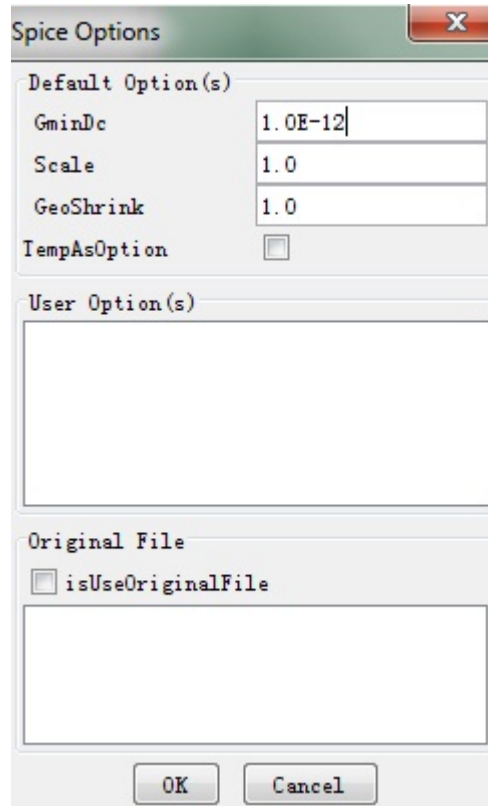 Spice Options
Default Option(s)
GminDc 1.0E-12
Scale 1.0
GeoShrink 1.0
TempAsOption
User Option(s)
Original File
isUseOriginalFile
OK Cancel